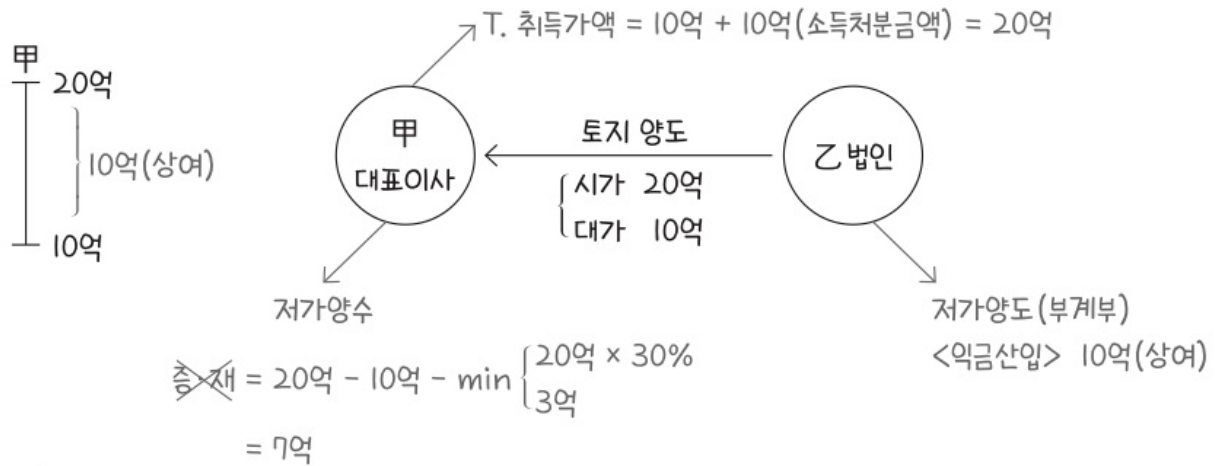 T. 취득가액 = 10억 + 10억(소득처분금액) = 20억
甲
20억
10억(상여)
10억
甲
대표이사
토지 양도
시가 20억
대가 10억
乙법인
저가양수
증·재 = 20억 - 10억 - min
20억 × 30%
3억
= 7억
저가양도(부계부)
<익금산입> 10억(상여)